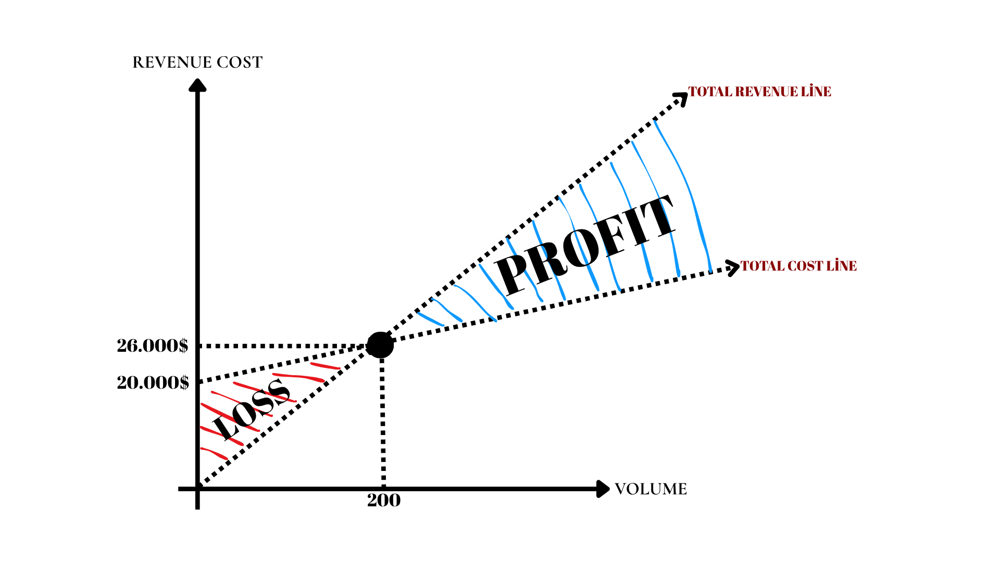 REVENUE COST
TOTAL REVENUE LİNE
PROFIT
TOTAL COST LİNE
26.000$
20.000$
LOSS
VOLUME
200